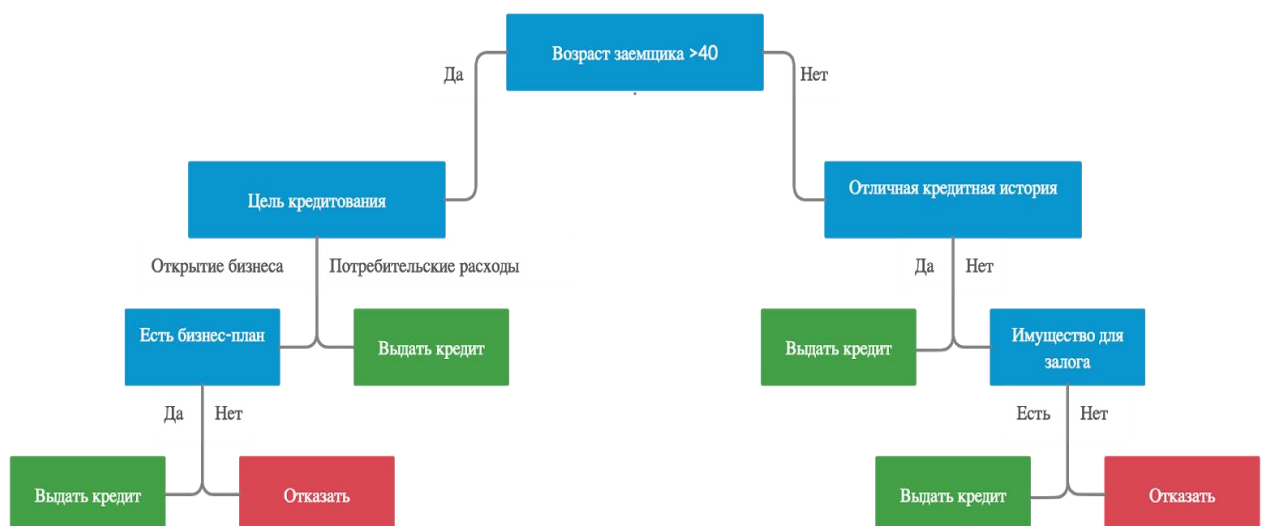 Возраст заемщика >40
Да
Нет
Цель кредитования
Отличная кредитная история
Открытие бизнеса
Потребительские расходы
Да
Нет
Есть бизнес-план
Выдать кредит
Выдать кредит
Имущество для
залога
Да
Нет
Есть
Нет
Выдать кредит
Отказать
Выдать кредит
Отказать